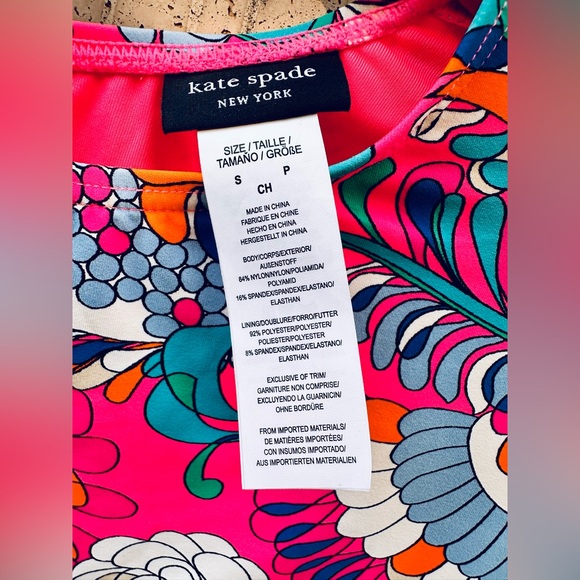 kate spade
NEW YORK
SIZE / TAILLE /
TAMAÑO / GRÖßE
S P
CH
MADE IN CHINA
FABRIQUE EN CHINE
HECHO EN CHINA
HERGESTELLT IN CHINA
BODY/CORPS/EXTERIOR/
AUßENSTOFF
84% NYLON/NYLON/POLIAMIDA/
POLYAMID
16% SPANDEX/SPANDEX/ELASTANO/
ELASTHAN
LINING/DOUBLURE/FORRO/FUTTER
92% POLYESTER/POLYESTER/
POLIESTER/POLYESTER
8% SPANDEX/SPANDEX/ELASTANO/
ELASTHAN
EXCLUSIVE OF TRIM/
GARNITURE NON COMPRISE/
EXCLUYENDO LA GUARNICIN/
OHNE BORDÜRE
FROM IMPORTED MATERIALS/
DE MATIÈRES IMPORTÉES/
CON INSUMOS IMPORTADO/
AUS IMPORTIERTEN MATERIALIEN